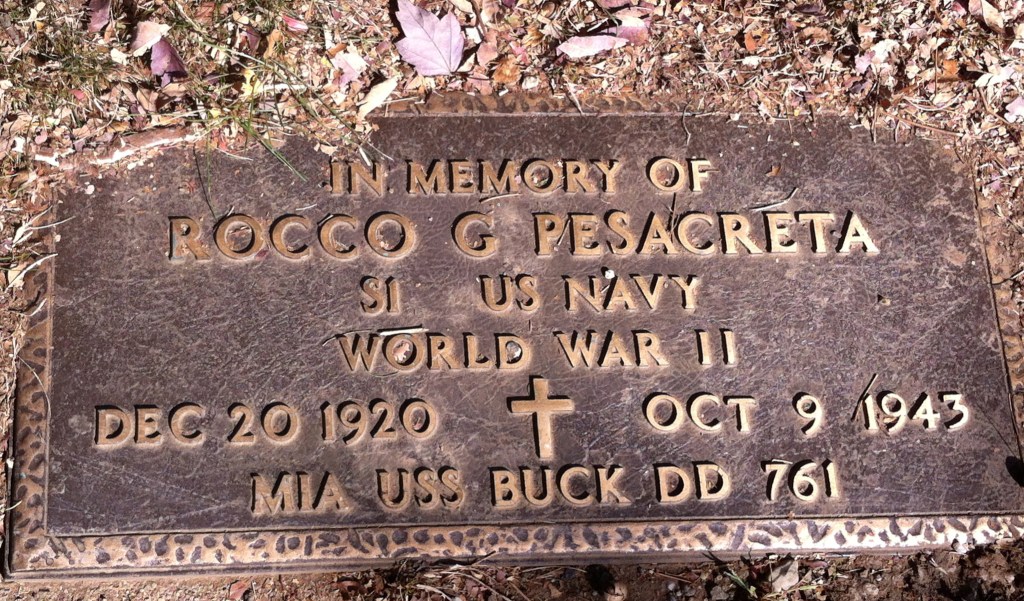 IN MEMORY OF
ROCCO G PESACRETA
S1 US NAVY
WORLD WAR II
DEC 20 1920 OCT 9 1943
MIA USS BUCK DD 761